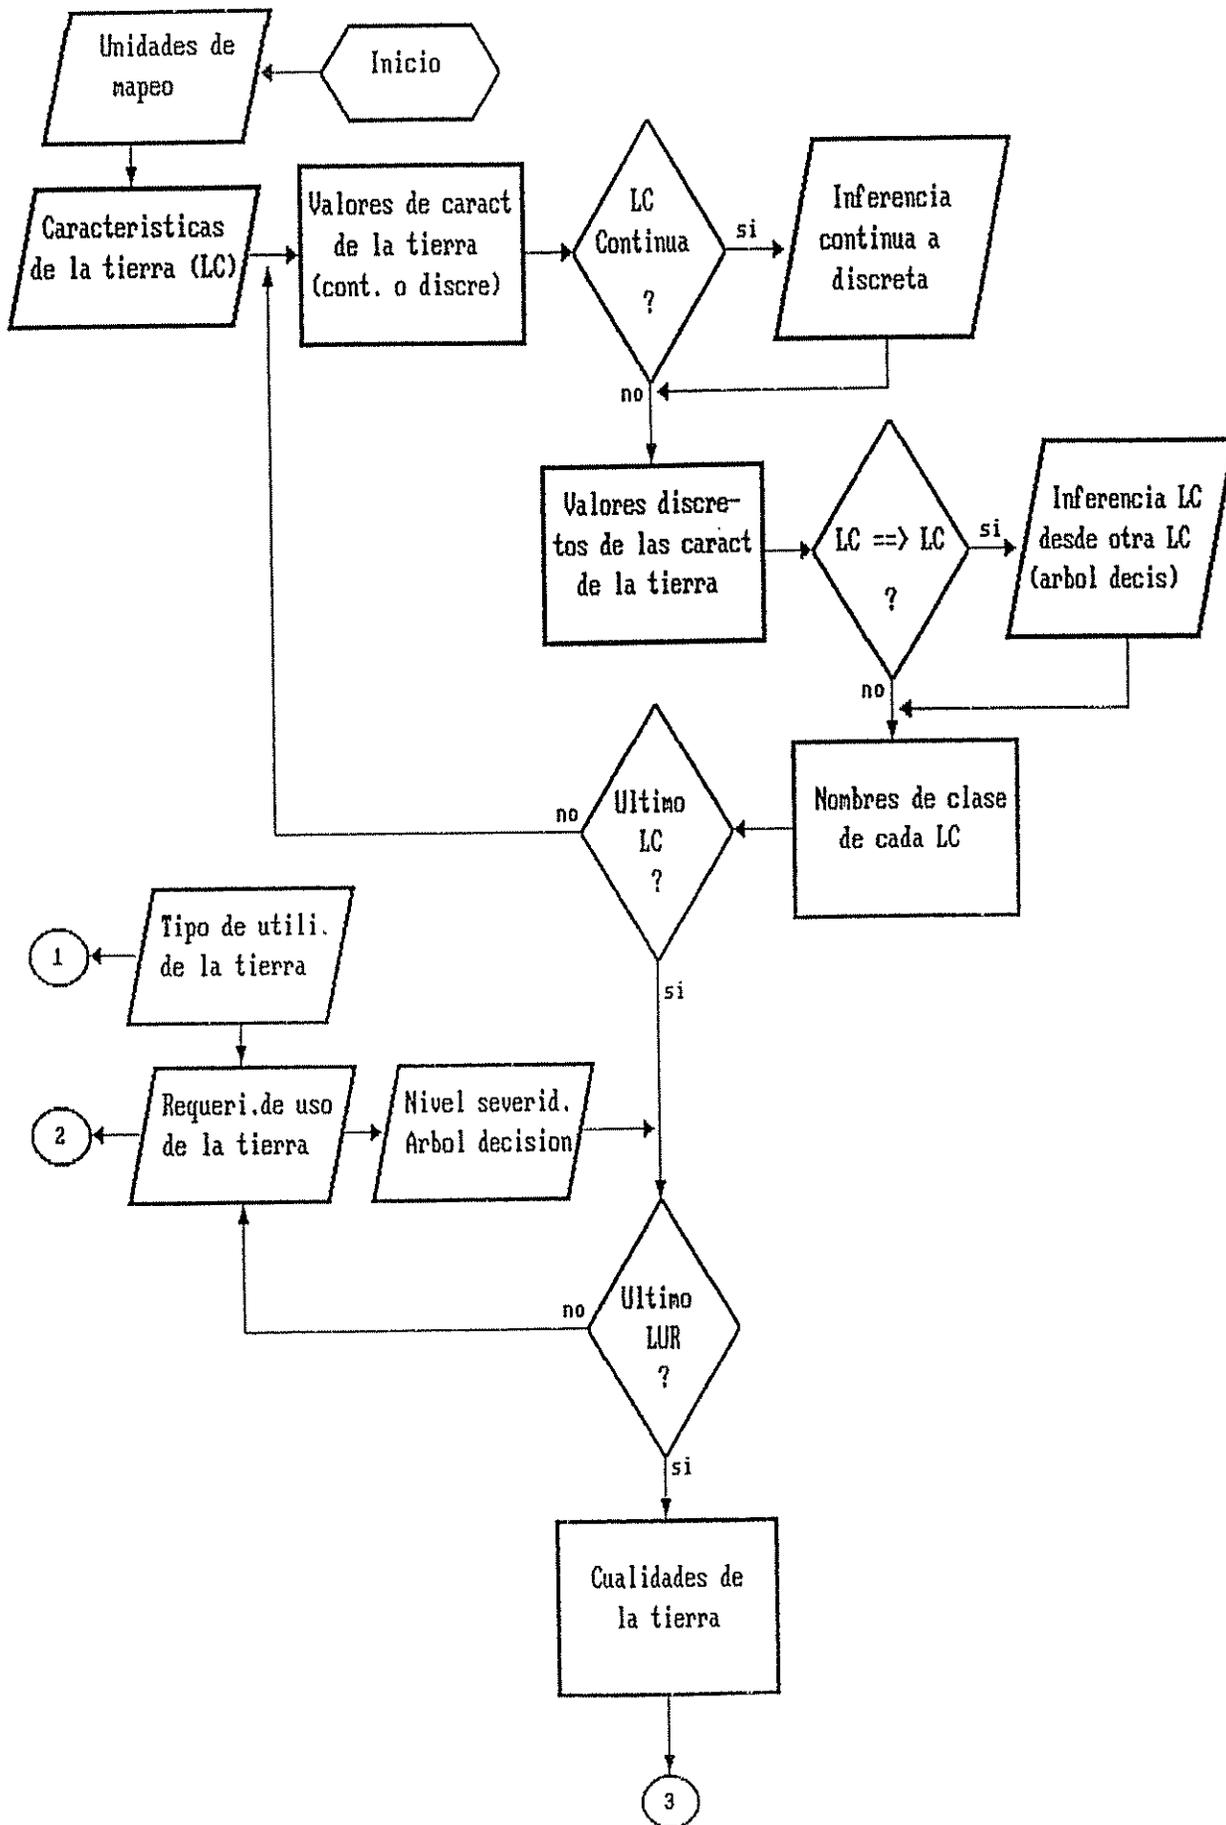 Unidades de
mapeo
Inicio
Caracteristicas
de la tierra (LC)
Valores de caract
de la tierra
(cont. o discre)
LC
Continua
?
si
no
Inferencia
continua a
discreta
Valores discre-
tos de las caract
de la tierra
LC ==> LC
?
si
no
Inferencia LC
desde otra LC
(arbol decis)
Nombres de clase
de cada LC
Ultimo
LC
?
no
si
Tipo de utili.
de la tierra
1
Requeri.de uso
de la tierra
2
Nivel severid.
Arbol decision
Ultimo
LUR
?
no
si
Cualidades de
la tierra
3